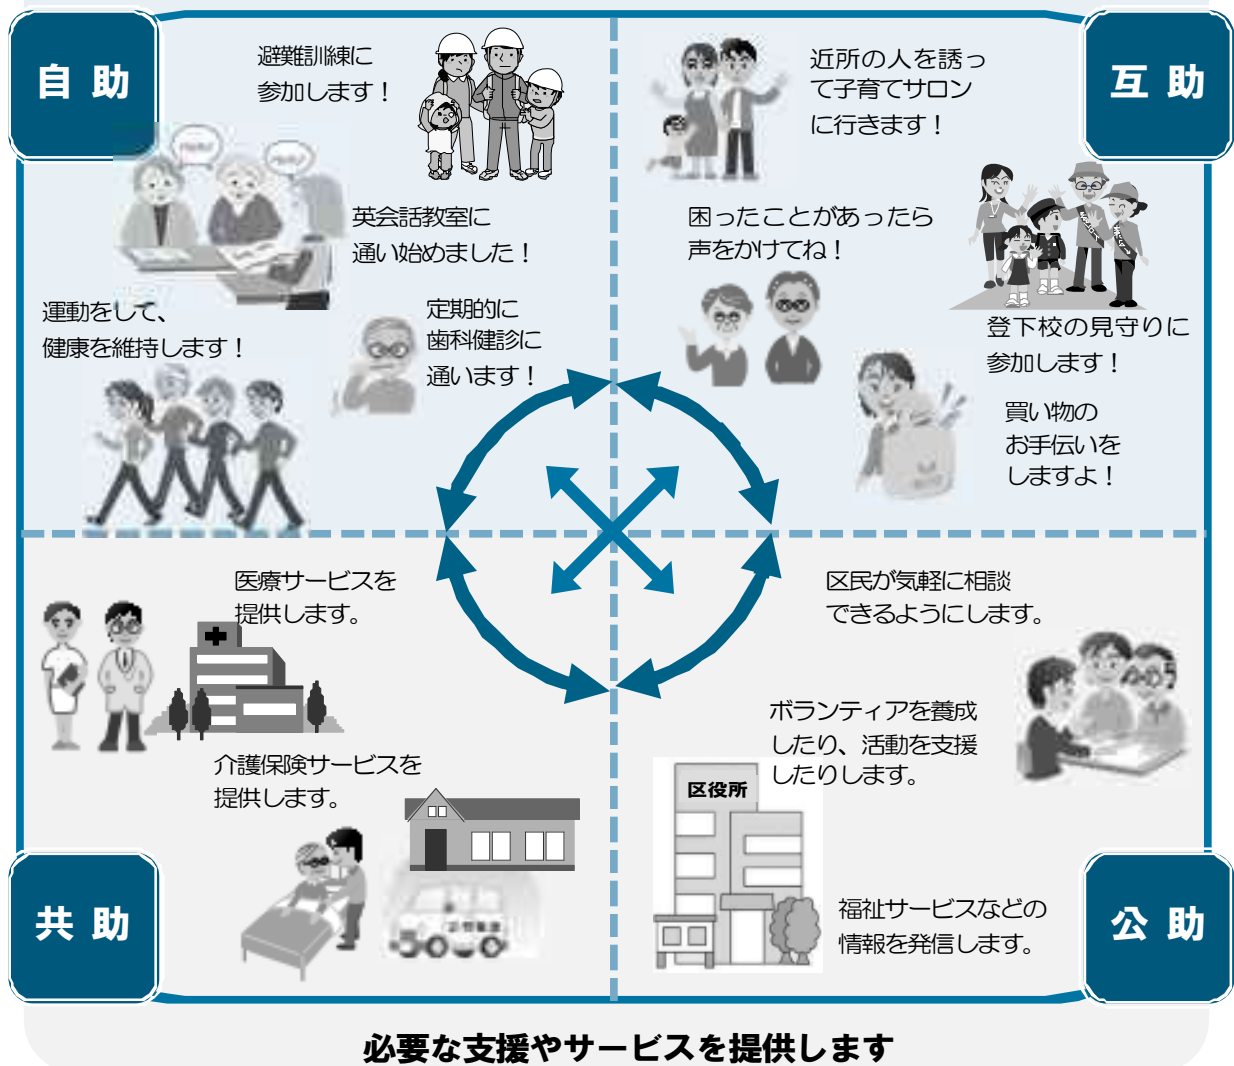 自助
避難訓練に
参加します！
英会話教室に
通い始めました！
運動をして、
健康を維持します！
定期的に
歯科健診に
通います！
互助
近所の人を誘っ
て子育てサロン
に行きます！
困ったことがあったら
声をかけてね！
登下校の見守りに
参加します！
買い物の
お手伝いを
しますよ！
医療サービスを
提供します。
介護保険サービスを
提供します。
共助
区民が気軽に相談
できるようにします。
ボランティアを養成
したり、活動を支援
したりします。
区役所
福祉サービスなどの
情報を発信します。
公助
必要な支援やサービスを提供します